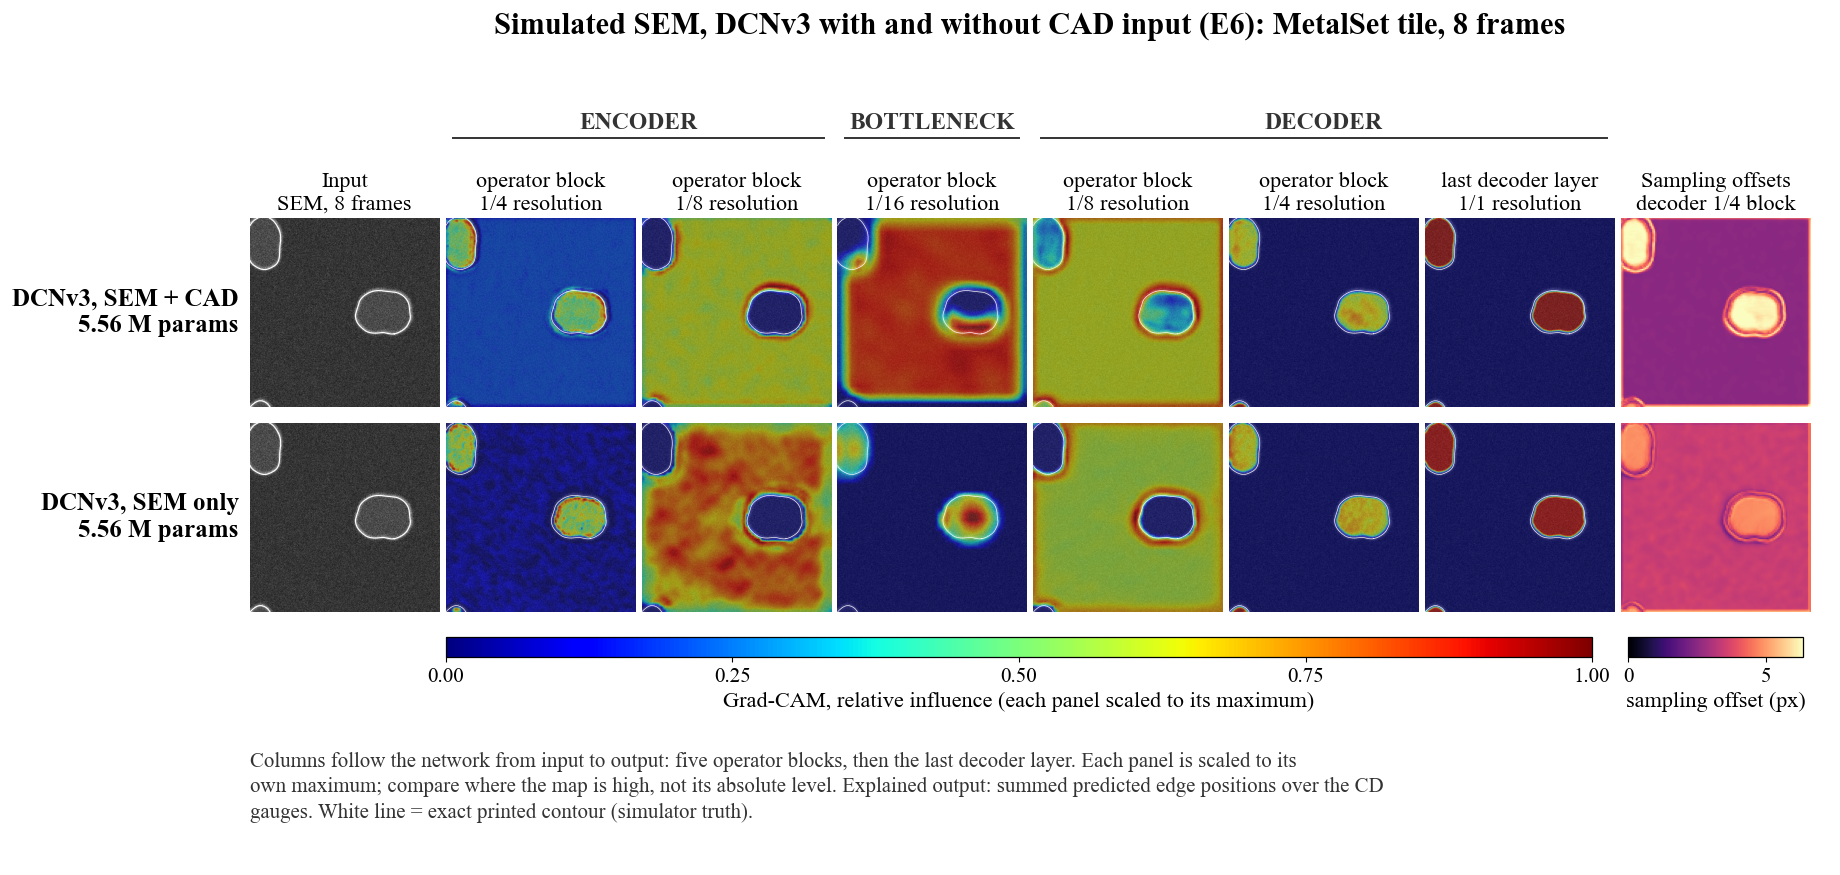 Simulated SEM, DCNv3 with and without CAD input (E6): MetalSet tile, 8 frames
ENCODER
BOTTLENECK
DECODER
Input
SEM, 8 frames
operator block
1/4 resolution
operator block
1/8 resolution
operator block
1/16 resolution
operator block
1/8 resolution
operator block
1/4 resolution
last decoder layer
1/1 resolution
Sampling offsets
decoder 1/4 block
DCNv3, SEM + CAD
5.56 M params
DCNv3, SEM only
5.56 M params
0.00 0.25 0.50 0.75 1.00
Grad-CAM, relative influence (each panel scaled to its maximum)
0 5
sampling offset (px)
Columns follow the network from input to output: five operator blocks, then the last decoder layer. Each panel is scaled to its
own maximum; compare where the map is high, not its absolute level. Explained output: summed predicted edge positions over the CD
gauges. White line = exact printed contour (simulator truth).